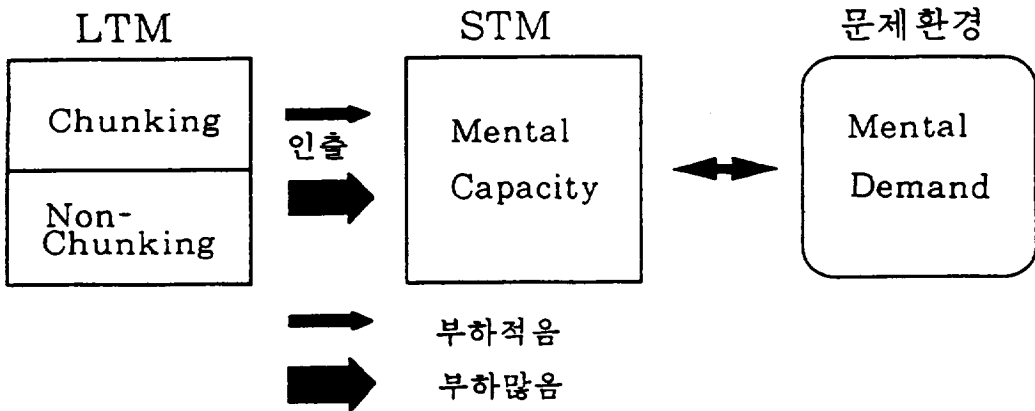 LTM
STM
문제환경
Chunking
Non-
Chunking
인출
Mental
Capacity
Mental
Demand
부하적음
부하많음